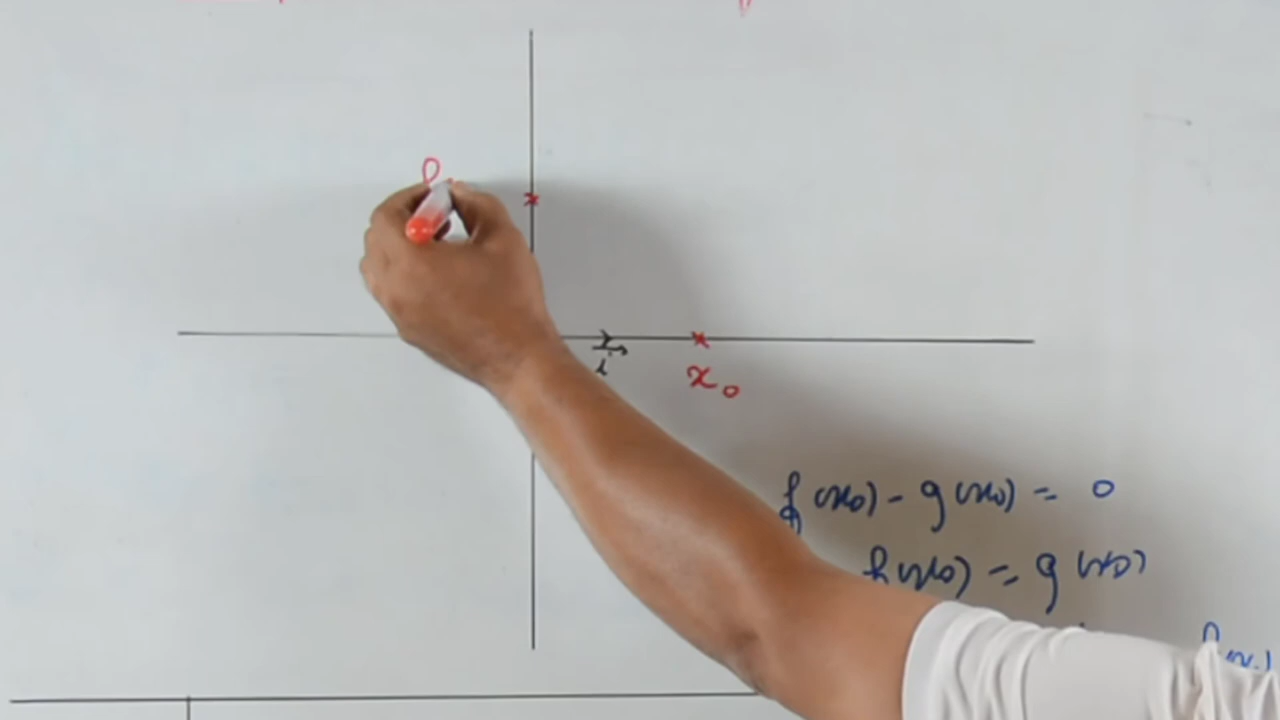 i
x₀
f(x₀) - g(x₀) = 0
f(x₀) = g(x₀)